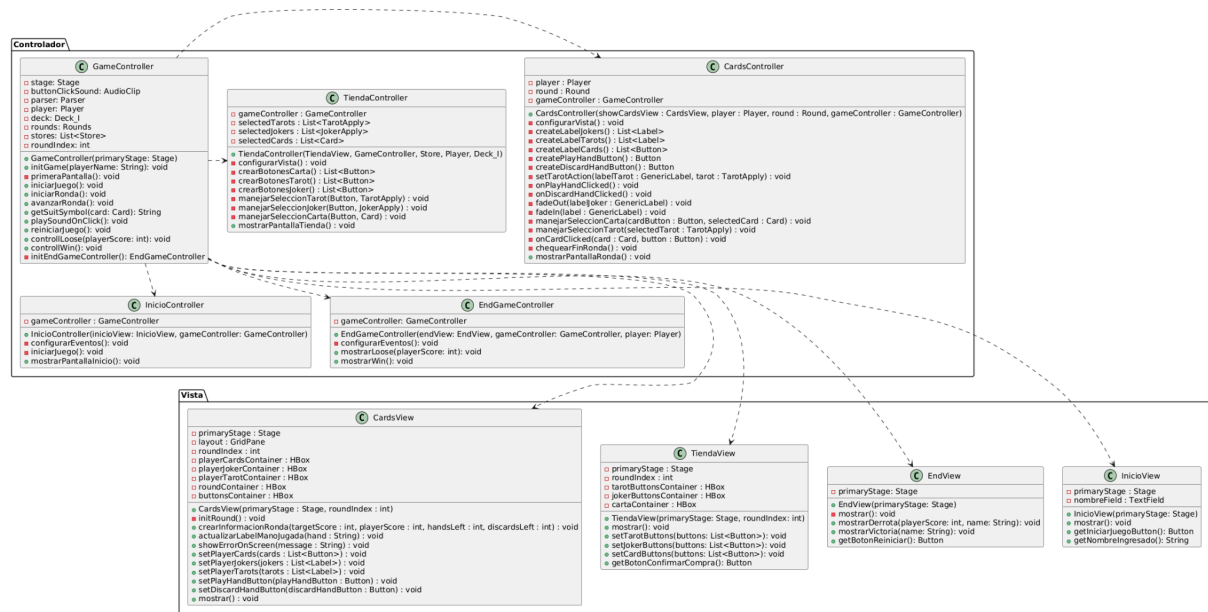 Controlador
C GameController
stage: Stage
buttonClickSound: AudioClip
parser: Parser
player: Player
deck: Deck_I
rounds: Rounds
stores: List<Store>
roundIndex: int
GameController(primaryStage: Stage)
initGame(playerName: String): void
primeraPantalla(): void
iniciarJuego(): void
iniciarRonda(): void
avanzarRonda(): void
getSuitSymbol(card: Card): String
playSoundOnClick(): void
reiniciarJuego(): void
controllLoose(playerScore: int): void
controllWin(): void
initEndGameController(): EndGameController
C TiendaController
gameController : GameController
selectedTarots : List<TarotApply>
selectedJokers : List<JokerApply>
selectedCards : List<Card>
TiendaController(TiendaView, GameController, Store, Player, Deck_I)
configurarVista() : void
crearBotonesCarta() : List<Button>
crearBotonesTarot() : List<Button>
crearBotonesJoker() : List<Button>
manejarSeleccionTarot(Button, TarotApply) : void
manejarSeleccionJoker(Button, JokerApply) : void
manejarSeleccionCarta(Button, Card) : void
mostrarPantallaTienda() : void
C CardsController
player : Player
round : Round
gameController : GameController
CardsController(showCardsView : CardsView, player : Player, round : Round, gameController : GameController)
configurarVista() : void
createLabelJokers() : List<Label>
createLabelTarots() : List<Label>
createLabelCards() : List<Button>
createPlayHandButton() : Button
createDiscardHandButton() : Button
setTarotAction(labelTarot : GenericLabel, tarot : TarotApply) : void
onPlayHandClicked() : void
onDiscardHandClicked() : void
fadeOut(labelJoker : GenericLabel) : void
fadeIn(label : GenericLabel) : void
manejarSeleccionCarta(cardButton : Button, selectedCard : Card) : void
manejarSeleccionTarot(selectedTarot : TarotApply) : void
onCardClicked(card : Card, button : Button) : void
chequearFinRonda() : void
mostrarPantallaRonda() : void
C InicioController
gameController : GameController
InicioController(inicioView: InicioView, gameController: GameController)
configurarEventos(): void
iniciarJuego(): void
mostrarPantallaInicio(): void
C EndGameController
gameController: GameController
EndGameController(endView: EndView, gameController: GameController, player: Player)
configurarEventos(): void
mostrarLoose(playerScore: int): void
mostrarWin(): void
Vista
C CardsView
primaryStage : Stage
layout : GridPane
roundIndex : int
playerCardsContainer : HBox
playerJokerContainer : HBox
playerTarotContainer : HBox
roundContainer : HBox
buttonsContainer : HBox
CardsView(primaryStage : Stage, roundIndex : int)
initRound() : void
crearInformacionRonda(targetScore : int, playerScore : int, handsLeft : int, discardsLeft : int) : void
actualizarLabelManoJugada(hand : String) : void
showErrorOnScreen(message : String) : void
setPlayerCards(cards : List<Button>) : void
setPlayerJokers(jokers : List<Label>) : void
setPlayerTarots(tarots : List<Label>) : void
setPlayHandButton(playHandButton : Button) : void
setDiscardHandButton(discardHandButton : Button) : void
mostrar() : void
C TiendaView
primaryStage : Stage
roundIndex : int
tarotButtonsContainer : HBox
jokerButtonsContainer : HBox
cartaContainer : HBox
TiendaView(primaryStage: Stage, roundIndex: int)
mostrar(): void
setTarotButtons(buttons: List<Button>): void
setJokerButtons(buttons: List<Button>): void
setCardButtons(buttons: List<Button>): void
getBotonConfirmarCompra(): Button
C EndView
primaryStage: Stage
EndView(primaryStage: Stage)
mostrar(): void
mostrarDerrota(playerScore: int, name: String): void
mostrarVictoria(name: String): void
getBotonReiniciar(): Button
C InicioView
primaryStage : Stage
nombreField : TextField
InicioView(primaryStage: Stage)
mostrar(): void
getIniciarJuegoButton(): Button
getNombreIngresado(): String